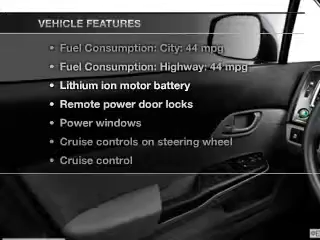 VEHICLE FEATURES
• Fuel Consumption: City: 44 mpg
• Fuel Consumption: Highway: 44 mpg
• Lithium ion motor battery
• Remote power door locks
• Power windows
• Cruise controls on steering wheel
• Cruise control